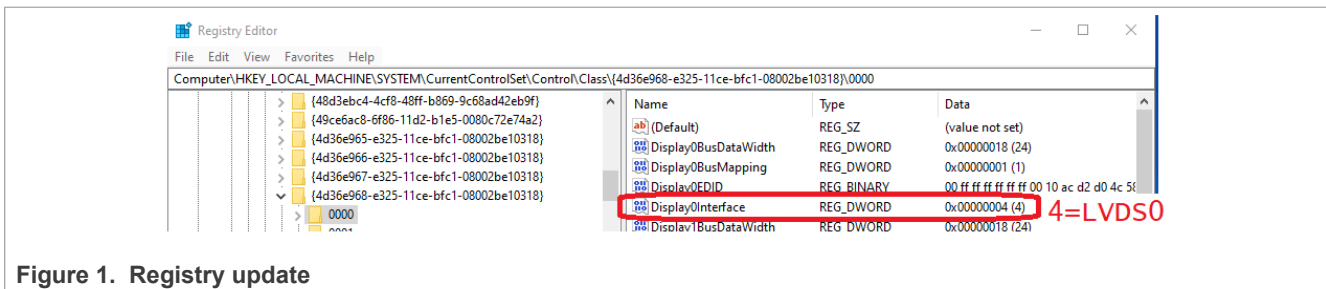 Registry Editor
File Edit View Favorites Help
Computer\HKEY_LOCAL_MACHINE\SYSTEM\CurrentControlSet\Control\Class\{4d36e968-e325-11ce-bfc1-08002be10318}\0000
{48d3ebc4-4cf8-48ff-b869-9c68ad42eb9f}
{49ce6ac8-6f86-11d2-b1e5-0080c72e74a2}
{4d36e965-e325-11ce-bfc1-08002be10318}
{4d36e966-e325-11ce-bfc1-08002be10318}
{4d36e967-e325-11ce-bfc1-08002be10318}
{4d36e968-e325-11ce-bfc1-08002be10318}
0000
0001
Name Type Data
(Default) REG_SZ (value not set)
Display0BusDataWidth REG_DWORD 0x00000018 (24)
Display0BusMapping REG_DWORD 0x00000001 (1)
Display0EDID REG_BINARY 00 ff ff ff ff ff ff 00 10 ac d2 d0 4c 58
Display0Interface REG_DWORD 0x00000004 (4) 4=LVDS0
Display1BusDataWidth REG_DWORD 0x00000018 (24)
Figure 1. Registry update